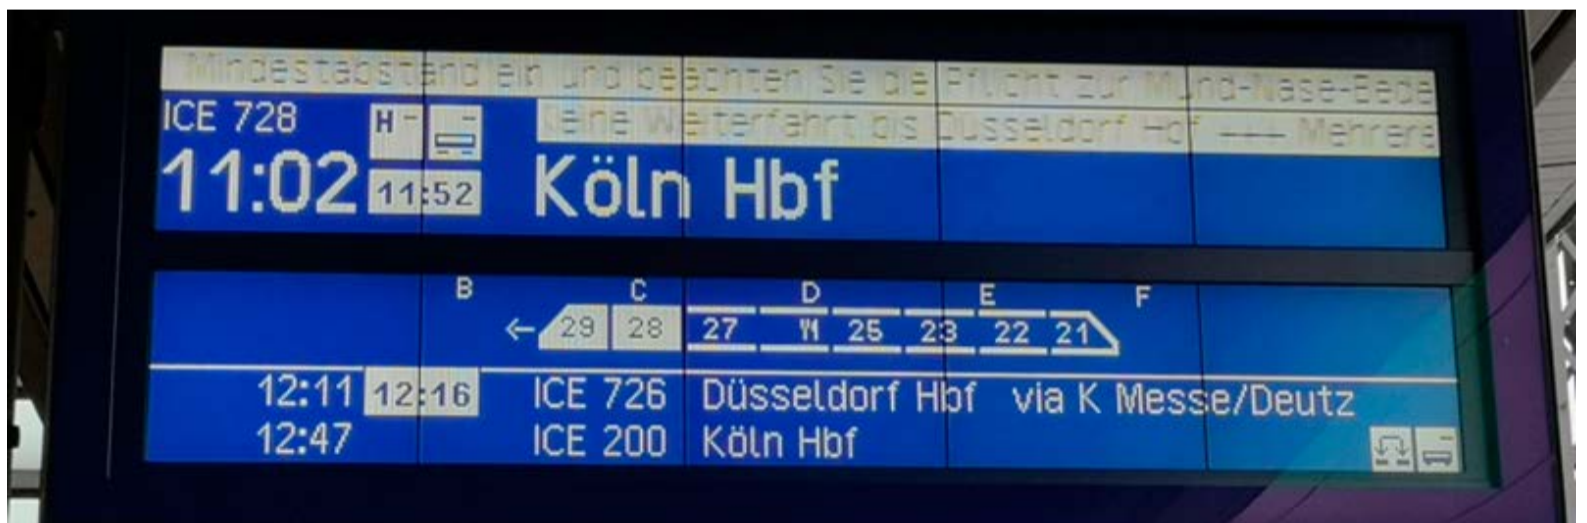 Mindestabstand ein und beachten Sie die Pflicht zur Mund-Nase-Bede
ICE 728 H
Keine Weiterfahrt bis Düsseldorf Hbf --- Mehrere
11:02 11:52 Köln Hbf
B C D E F
← 29 28 27 25 23 22 21
12:11 12:16 ICE 726 Düsseldorf Hbf via K Messe/Deutz
12:47 ICE 200 Köln Hbf